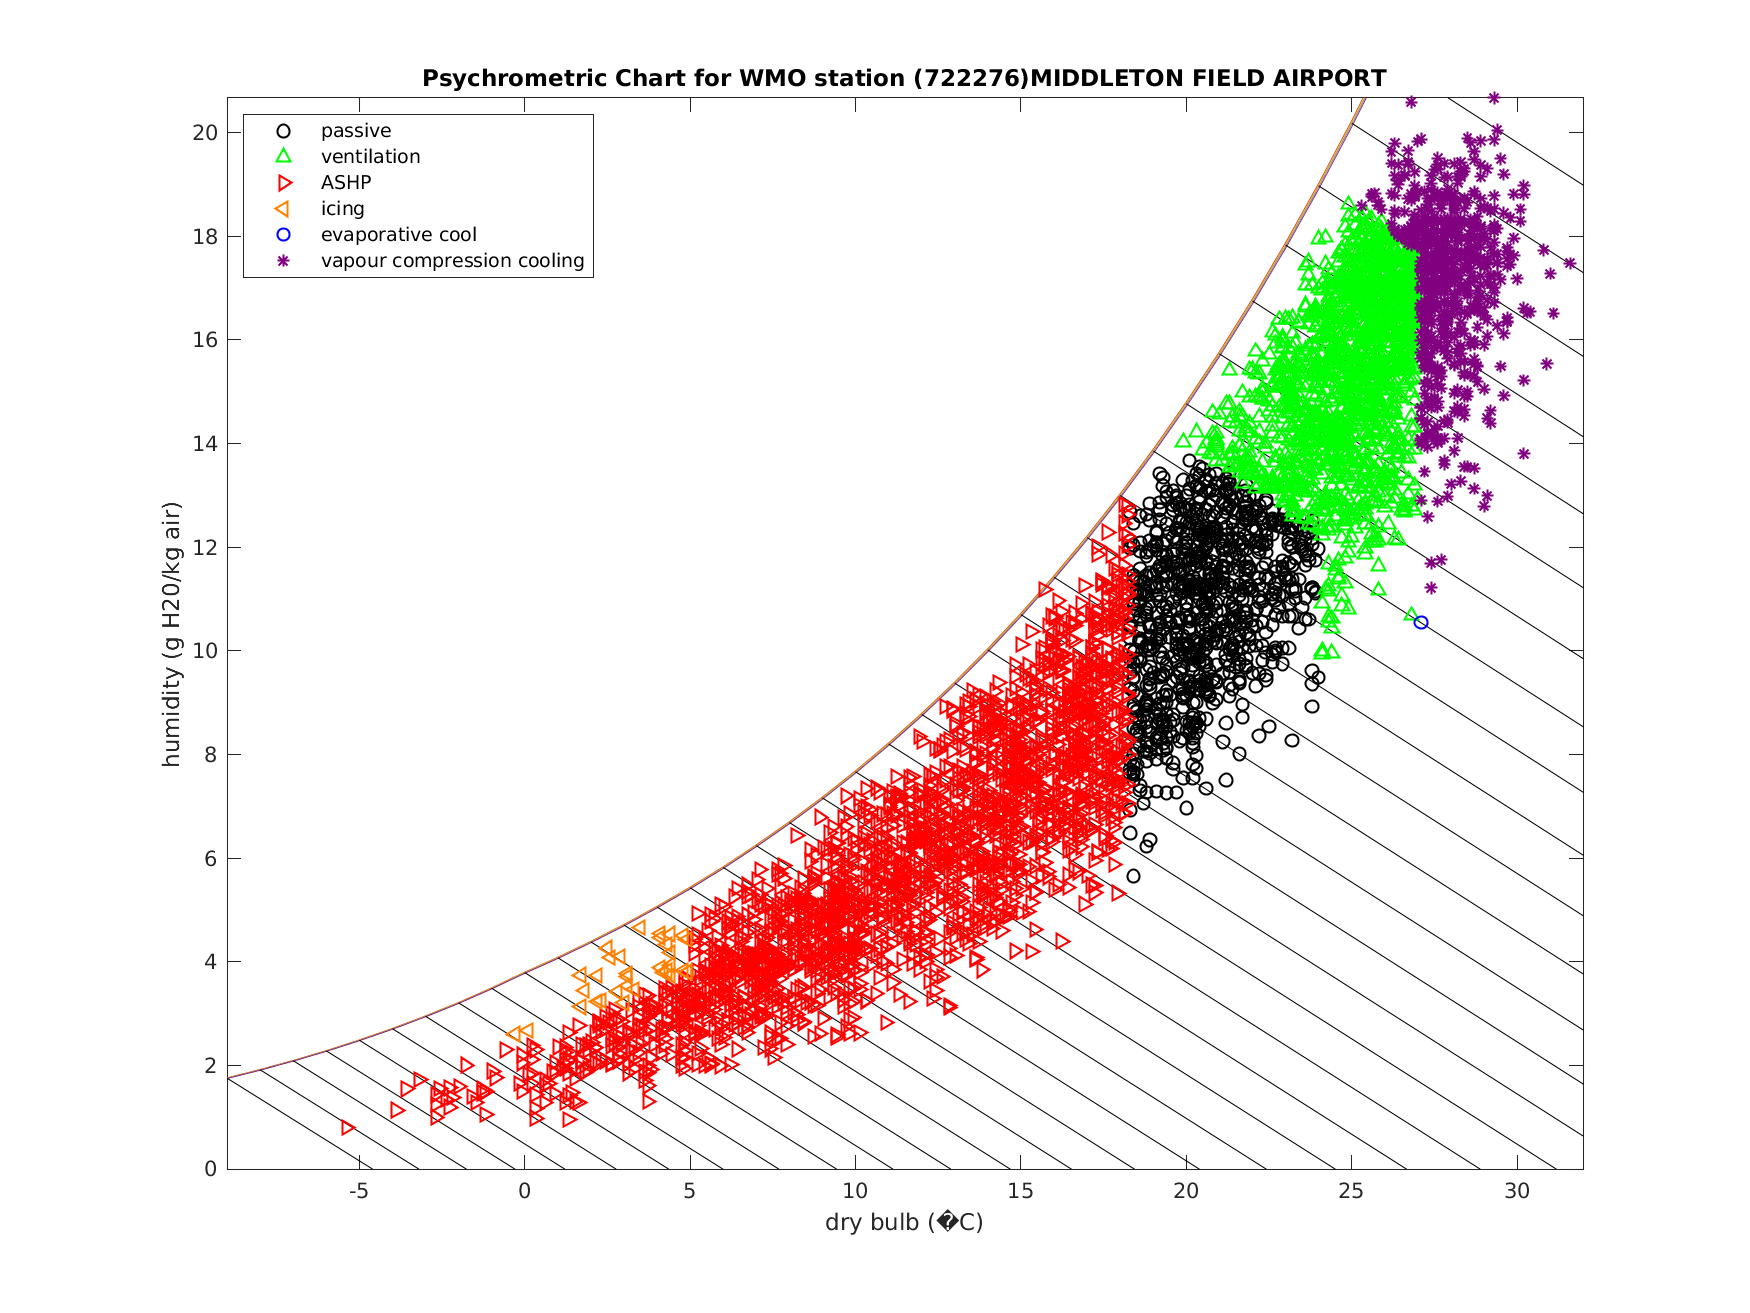 Psychrometric Chart for WMO station (722276)MIDDLETON FIELD AIRPORT
passive
ventilation
ASHP
icing
evaporative cool
vapour compression cooling
20
18
16
14
12
10
8
6
4
2
0
humidity (g H20/kg air)
-5 0 5 10 15 20 25 30
dry bulb (�C)